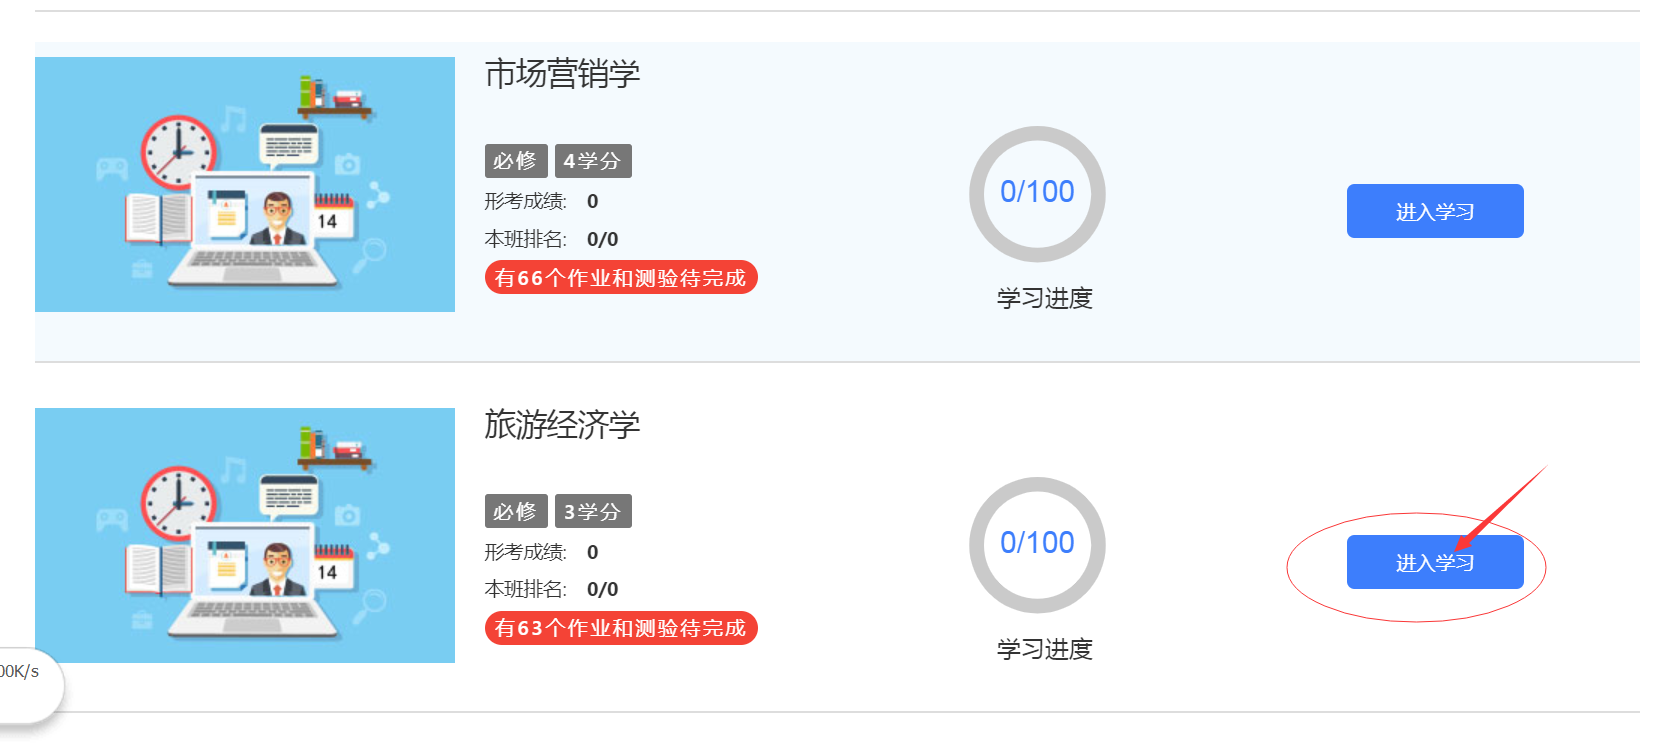 市场营销学
必修 4学分
形考成绩: 0
本班排名: 0/0
有66个作业和测验待完成
0/100
学习进度
进入学习
14
旅游经济学
必修 3学分
形考成绩: 0
本班排名: 0/0
有63个作业和测验待完成
0/100
学习进度
进入学习
14
00K/s